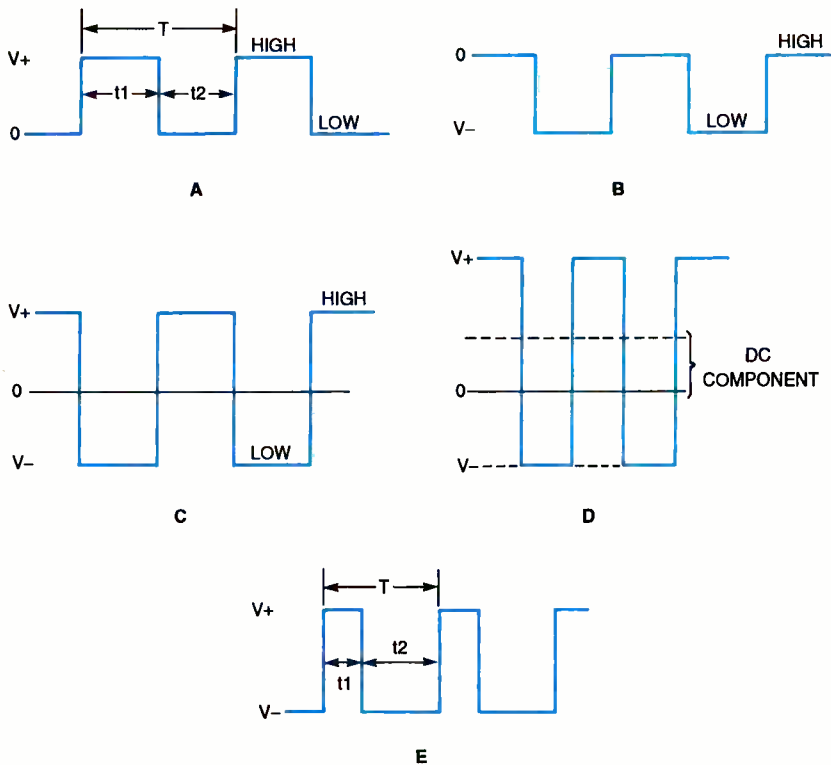 T
V+
HIGH
t1
t2
0
LOW
A
0
HIGH
V–
LOW
B
V+
HIGH
0
V–
LOW
C
V+
0
DC
COMPONENT
V–
D
T
V+
t2
t1
V–
E